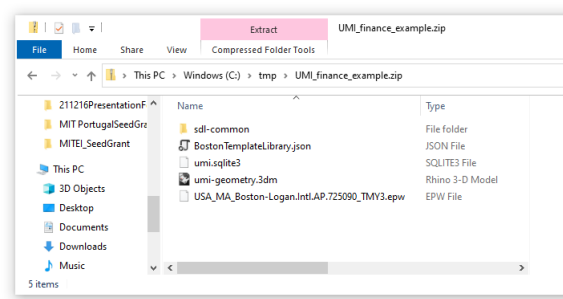 Extract UMI_finance_example.zip
File Home Share View Compressed Folder Tools
This PC > Windows (C:) > tmp > UMI_finance_example.zip
211216PresentationF
MIT PortugalSeedGra
MITEI_SeedGrant
This PC
3D Objects
Desktop
Documents
Downloads
Music
Name Type
sdl-common File folder
BostonTemplateLibrary.json JSON File
umi.sqlite3 SQLITE3 File
umi-geometry.3dm Rhino 3-D Model
USA_MA_Boston-Logan.Intl.AP.725090_TMY3.epw EPW File
5 items